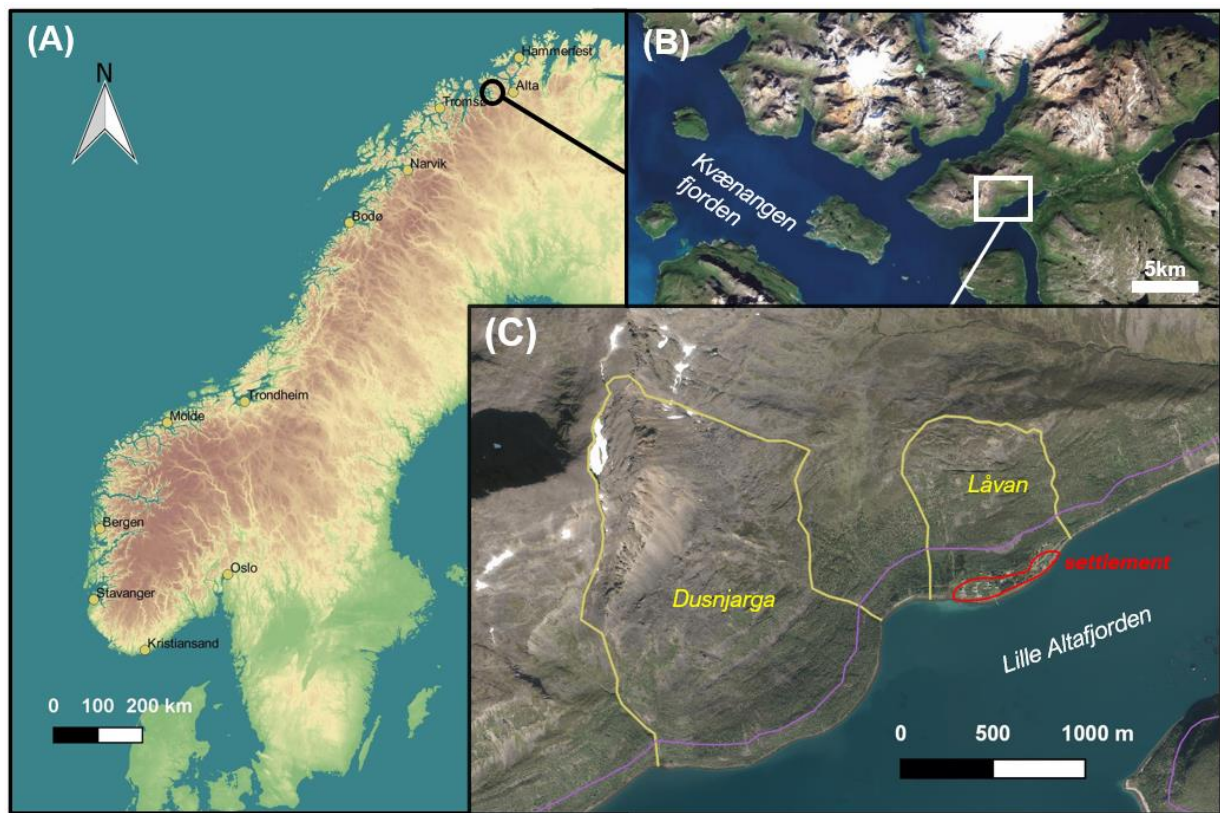 (A)
N
Hammerfest
Alta
Tromsø
Narvik
Bodø
Trondheim
Molde
Bergen
Oslo
Stavanger
Kristiansand
0 100 200 km
(B)
Kvænangen
fjorden
5km
(C)
Låvan
settlement
Dusnjarga
Lille Altafjorden
0 500 1000 m